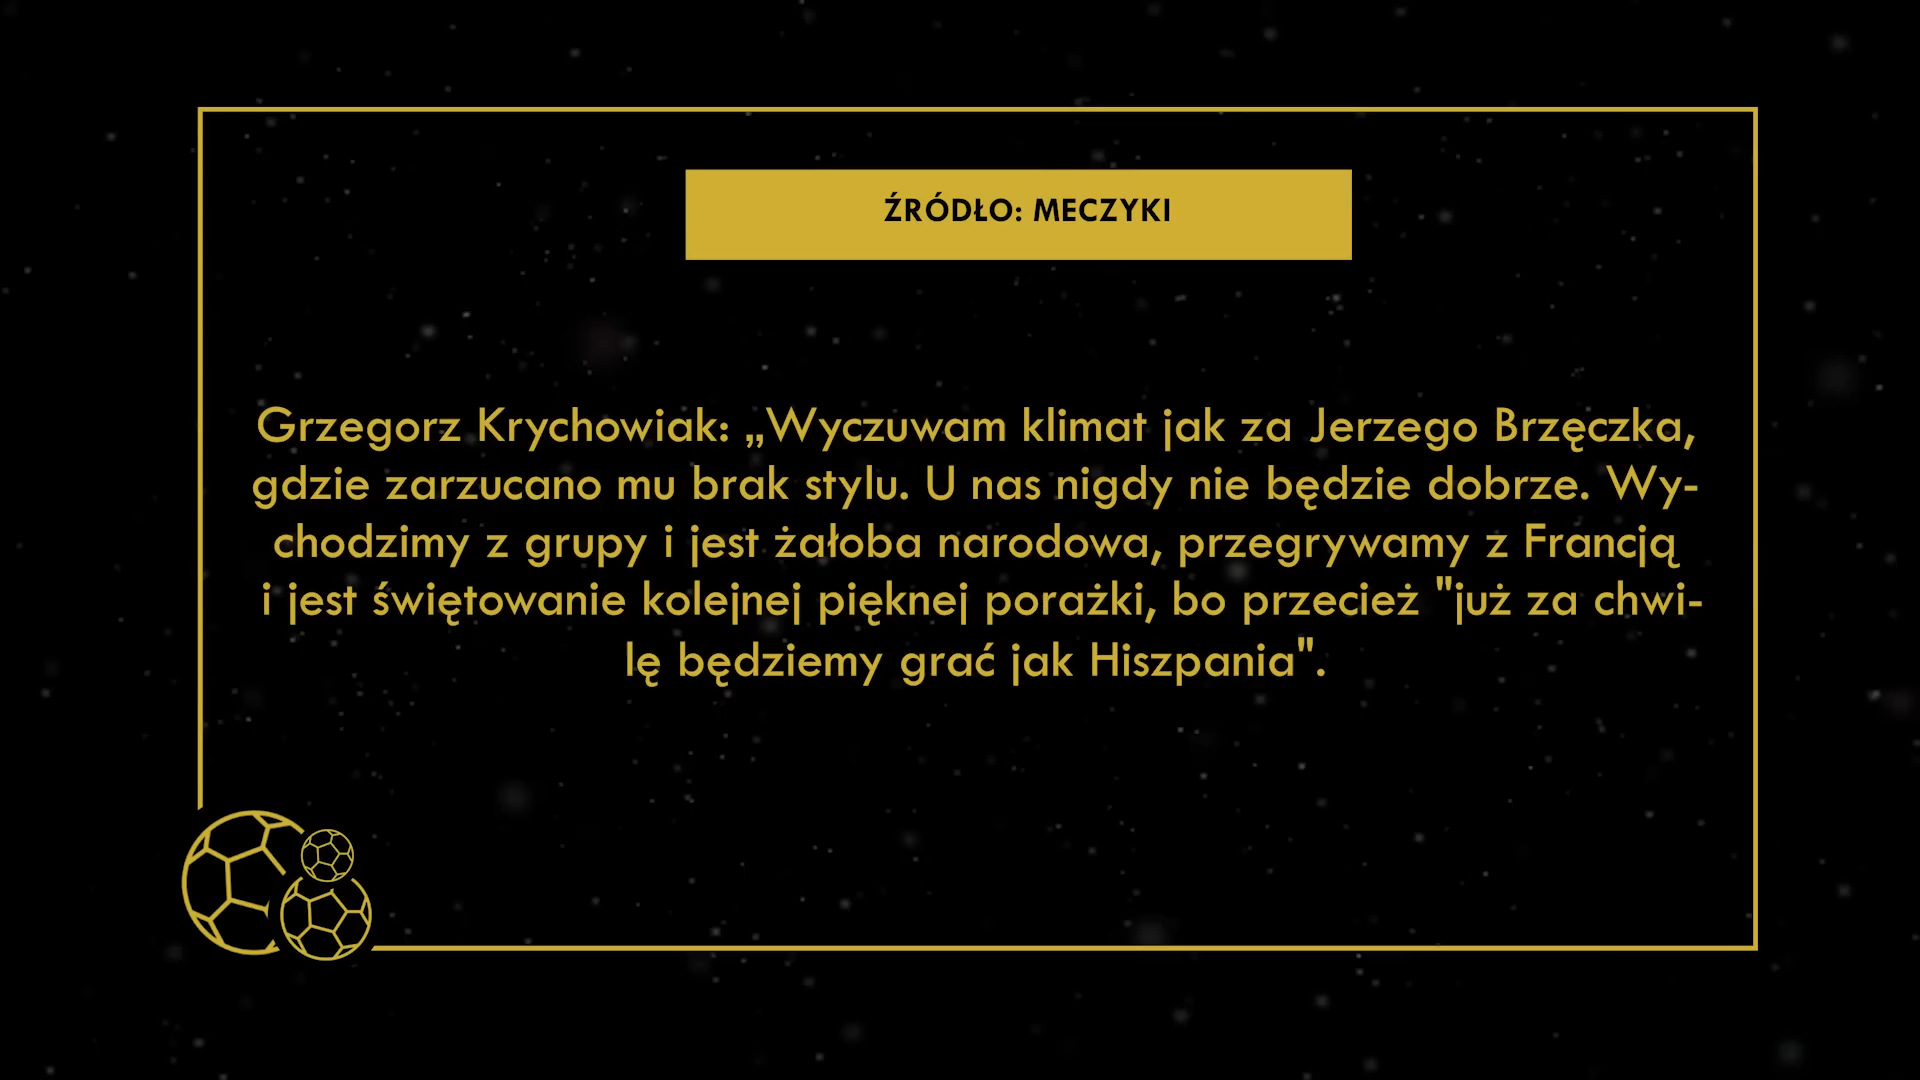 ŹRÓDŁO: MECZYKI
Grzegorz Krychowiak: „Wyczuwam klimat jak za Jerzego Brzęczka,
gdzie zarzucano mu brak stylu. U nas nigdy nie będzie dobrze. Wy-
chodzimy z grupy i jest żałoba narodowa, przegrywamy z Francją
i jest świętowanie kolejnej pięknej porażki, bo przecież "już za chwi-
lę będziemy grać jak Hiszpania".